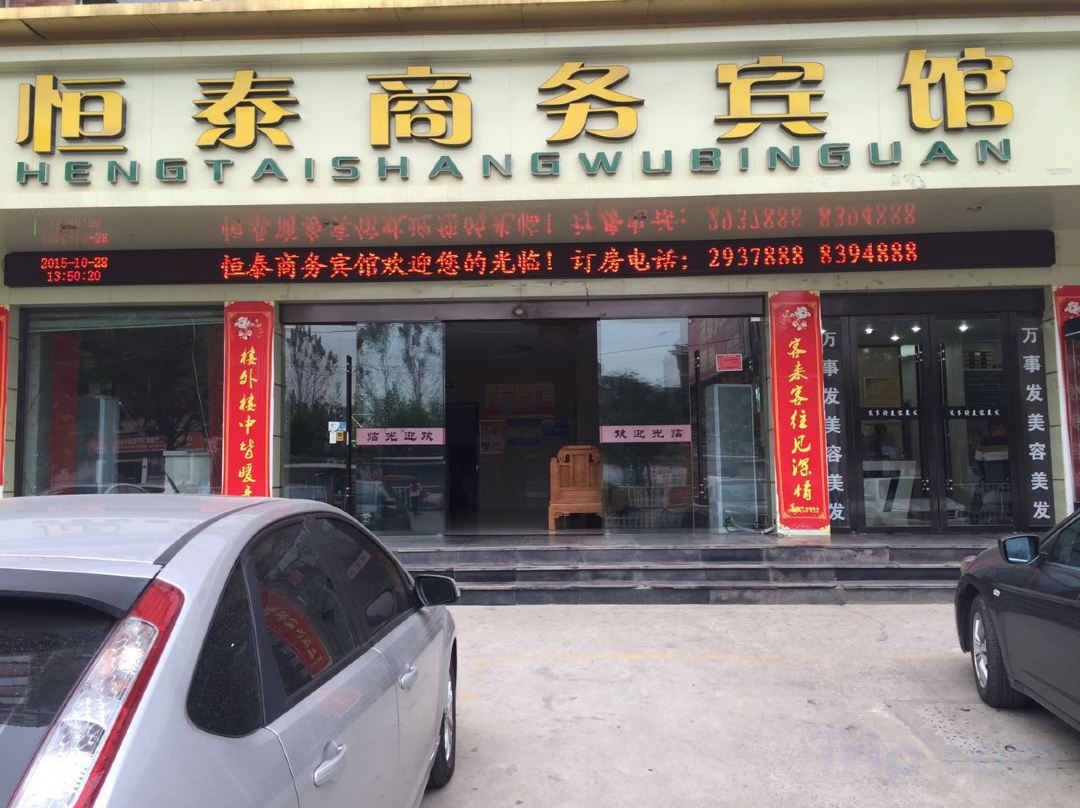 恒泰商务宾馆
HENGTAISHANGWUBINGUAN
2015-10-28
13:50:20
恒泰商务宾馆欢迎您的光临！订房电话：2937888 8394888
楼外楼中皆暖
客来客往见深情
欢迎光临
欢迎光临
万事发美容美发
万事发美容美发
Trip.com